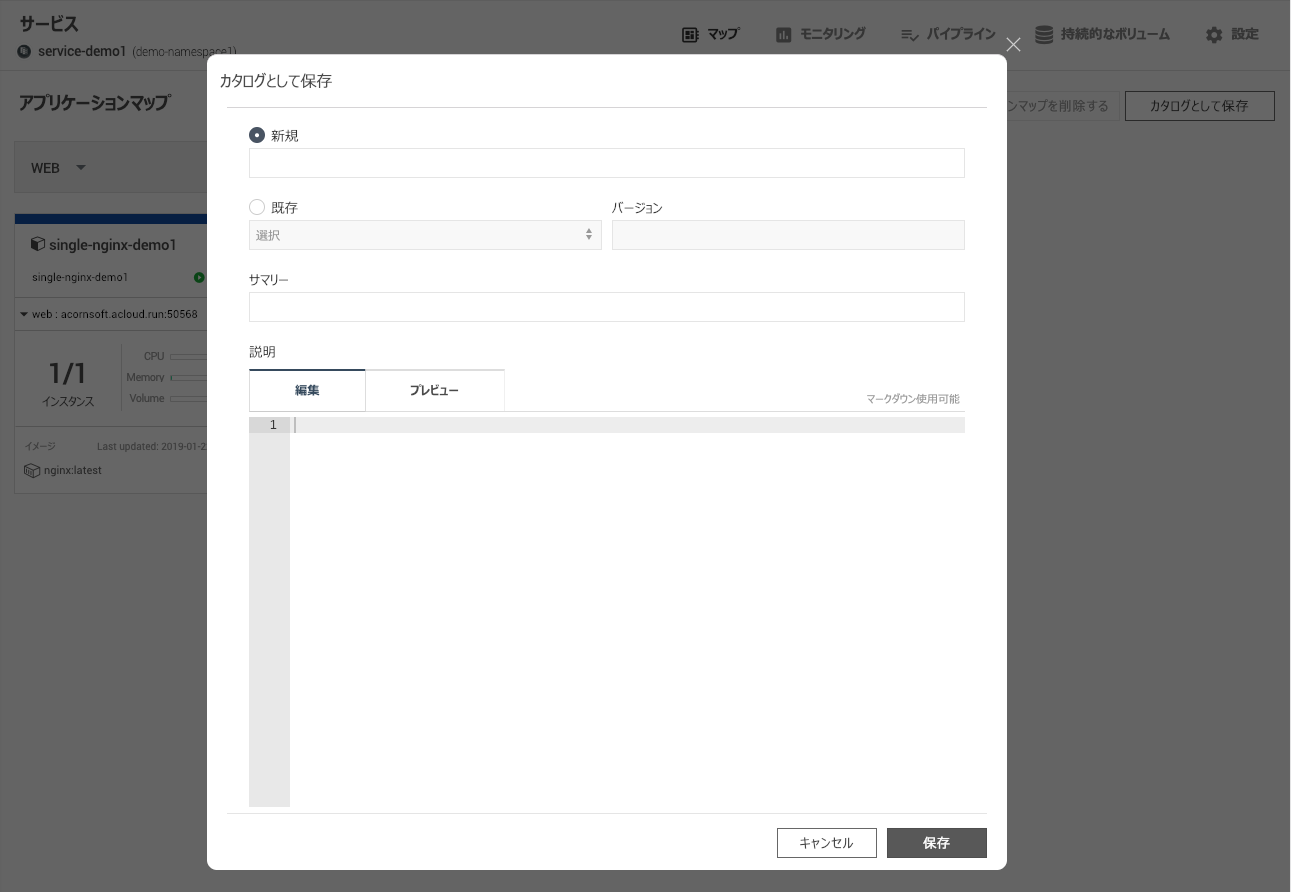 サービス
service-demo1 (demo-namespace1)
マップ
モニタリング
パイプライン
持続的なボリューム
設定
アプリケーションマップ
ンマップを削除する
カタログとして保存
WEB
single-nginx-demo1
single-nginx-demo1
web : acornsoft.acloud.run:50568
1/1
インスタンス
CPU
Memory
Volume
イメージ
Last updated: 2019-01-2
nginx:latest
カタログとして保存
新規
既存
バージョン
選択
サマリー
説明
編集
プレビュー
マークダウン使用可能
1
キャンセル
保存